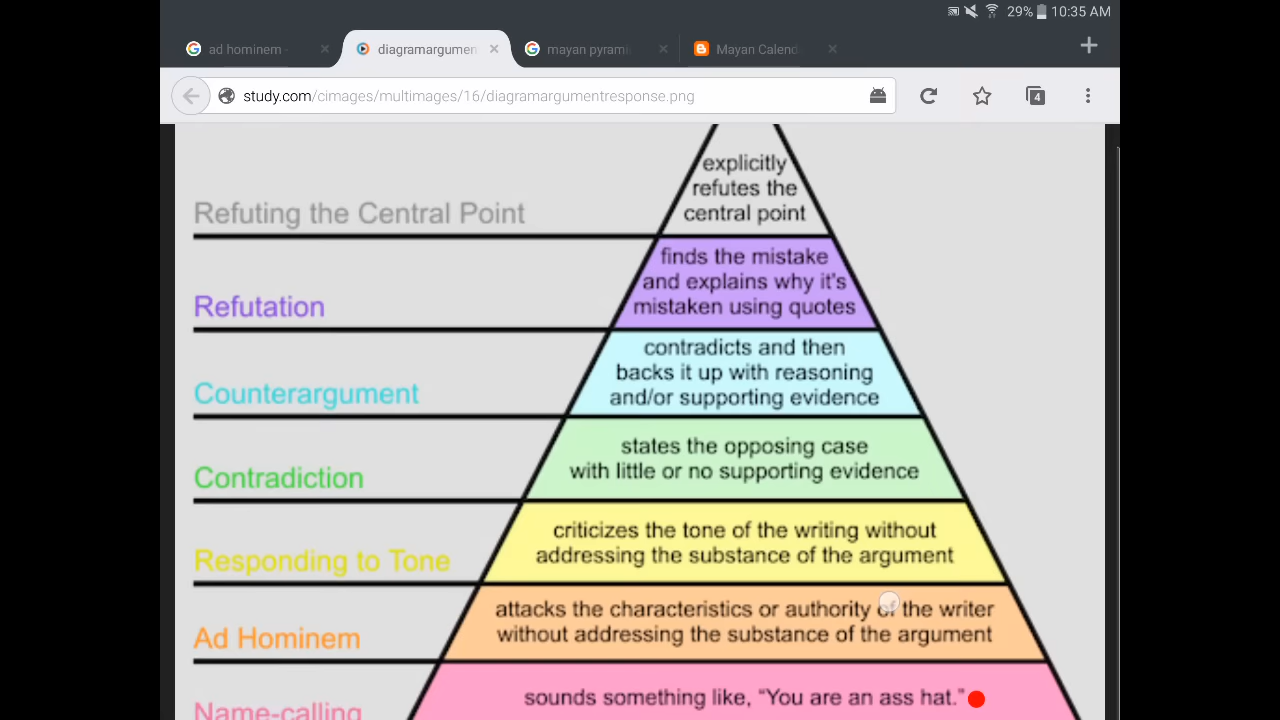 29% 10:35 AM
ad hominem -
diagramargumen
mayan pyrami
Mayan Calend
study.com/cimages/multimages/16/diagramargumentresponse.png
4
explicitly
refutes the
central point
Refuting the Central Point
finds the mistake
and explains why it's
mistaken using quotes
Refutation
contradicts and then
backs it up with reasoning
and/or supporting evidence
Counterargument
states the opposing case
with little or no supporting evidence
Contradiction
criticizes the tone of the writing without
addressing the substance of the argument
Responding to Tone
attacks the characteristics or authority of the writer
without addressing the substance of the argument
Ad Hominem
sounds something like, “You are an ass hat.”
Name-calling